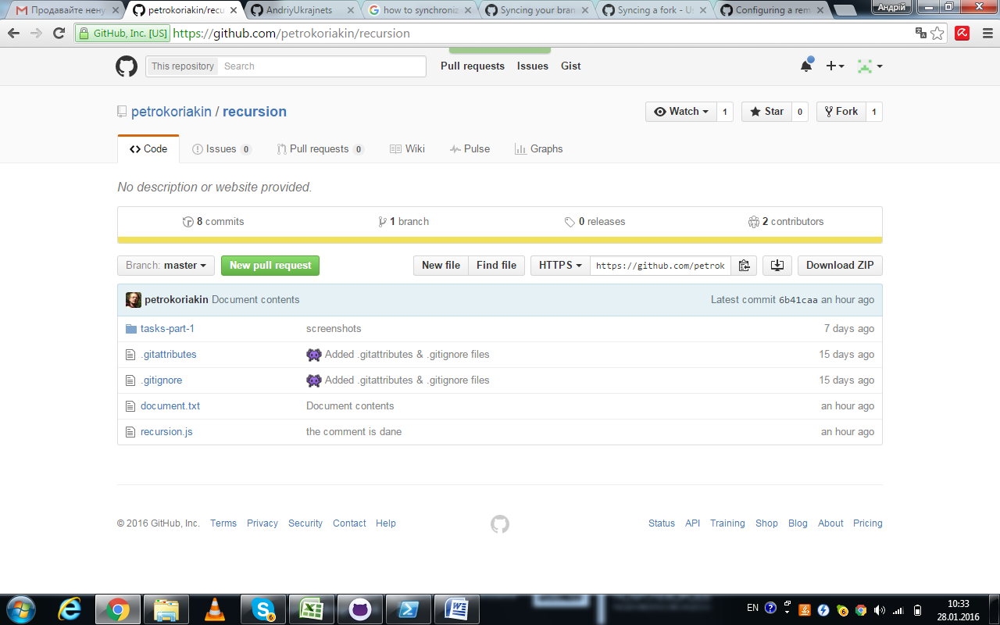 Продавайте нену petrokoriakin/recu AndriyUkrajnets how to synchroniz Syncing your bran Syncing a fork - Us Configuring a rem Андрій
GitHub, Inc. [US] https://github.com/petrokoriakin/recursion
This repository Search Pull requests Issues Gist
petrokoriakin / recursion Watch 1 Star 0 Fork 1
Code Issues 0 Pull requests 0 Wiki Pulse Graphs
No description or website provided.
8 commits 1 branch 0 releases 2 contributors
Branch: master New pull request New file Find file HTTPS https://github.com/petrok Download ZIP
petrokoriakin Document contents Latest commit 6b41caa an hour ago
tasks-part-1 screenshots 7 days ago
.gitattributes Added .gitattributes & .gitignore files 15 days ago
.gitignore Added .gitattributes & .gitignore files 15 days ago
document.txt Document contents an hour ago
recursion.js the comment is dane an hour ago
© 2016 GitHub, Inc. Terms Privacy Security Contact Help Status API Training Shop Blog About Pricing
EN 10:33
28.01.2016